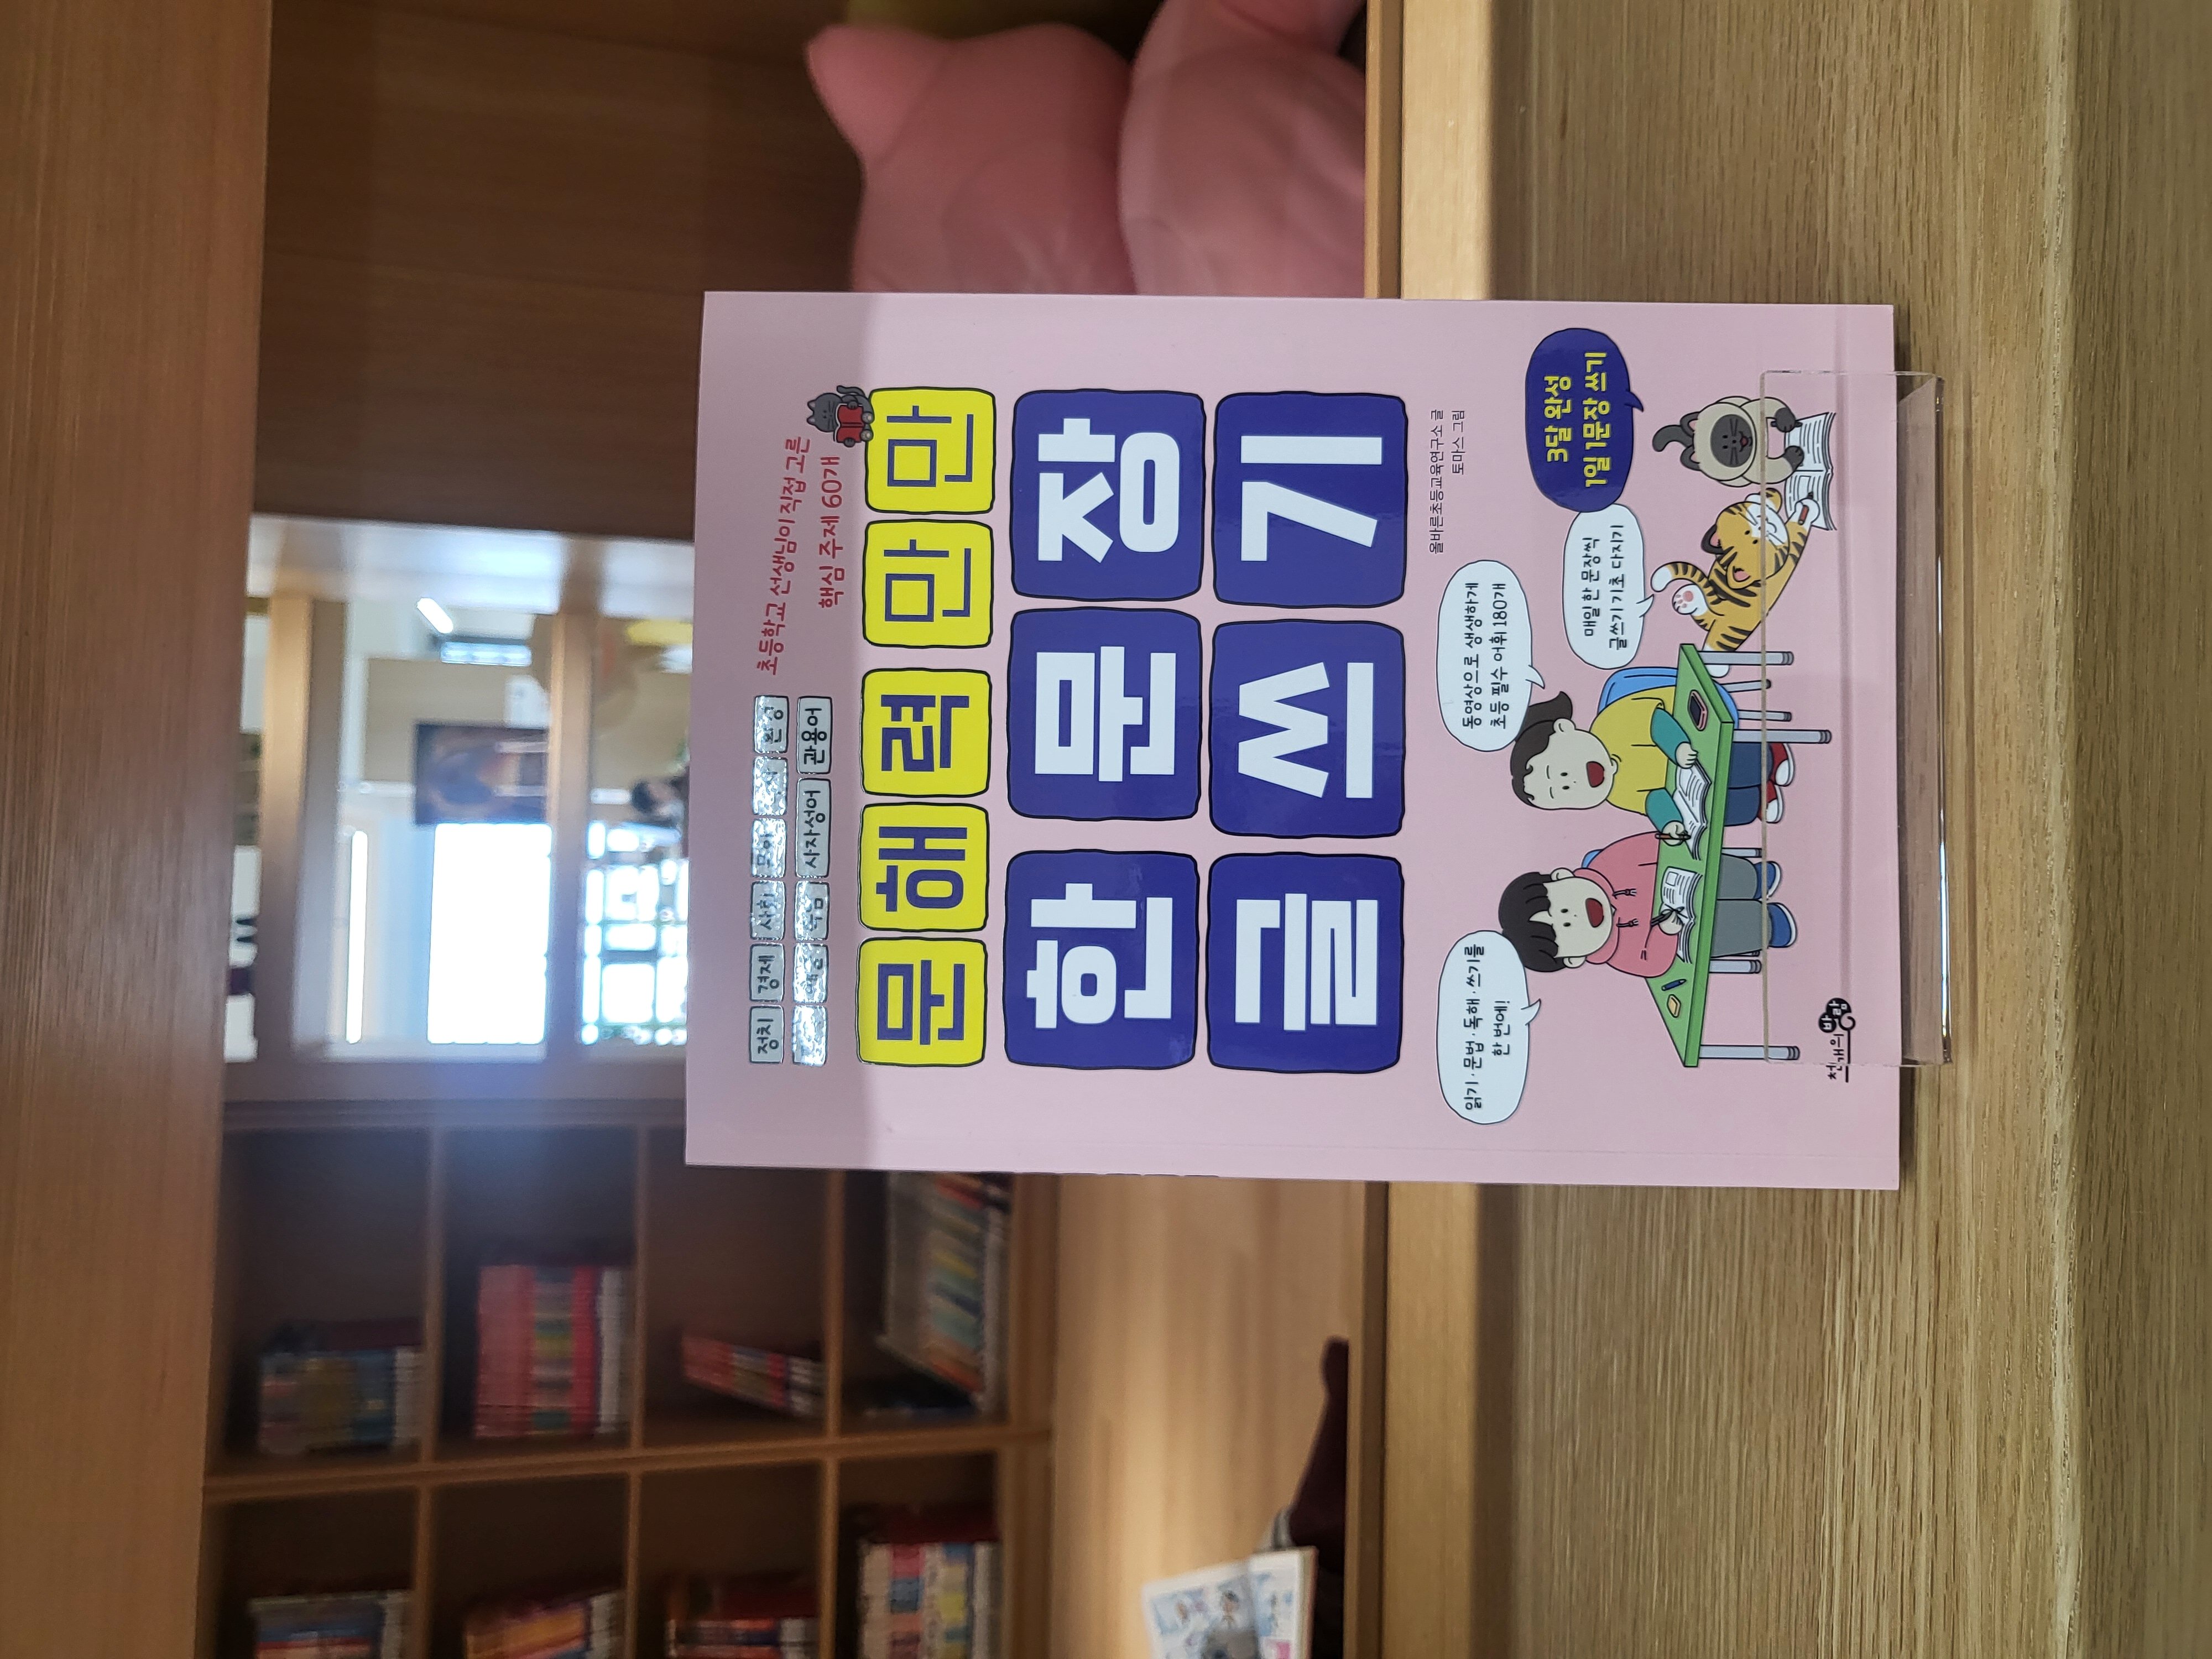 초등학교 선생님이 직접 고른
핵심 주제 60개
정치 경제 사회 문화 환경
속담 사자성어 관용어
문해력 만만
한 문장
글쓰기
올바른초등교육연구소 글
토마스 그림
읽기·문법·독해·쓰기를
한 번에!
동영상으로 생생하게
초등 필수 어휘 180개
매일 한 문장씩
글쓰기 기초 다지기
3달 완성
1일 1문장 쓰기
천개의바람